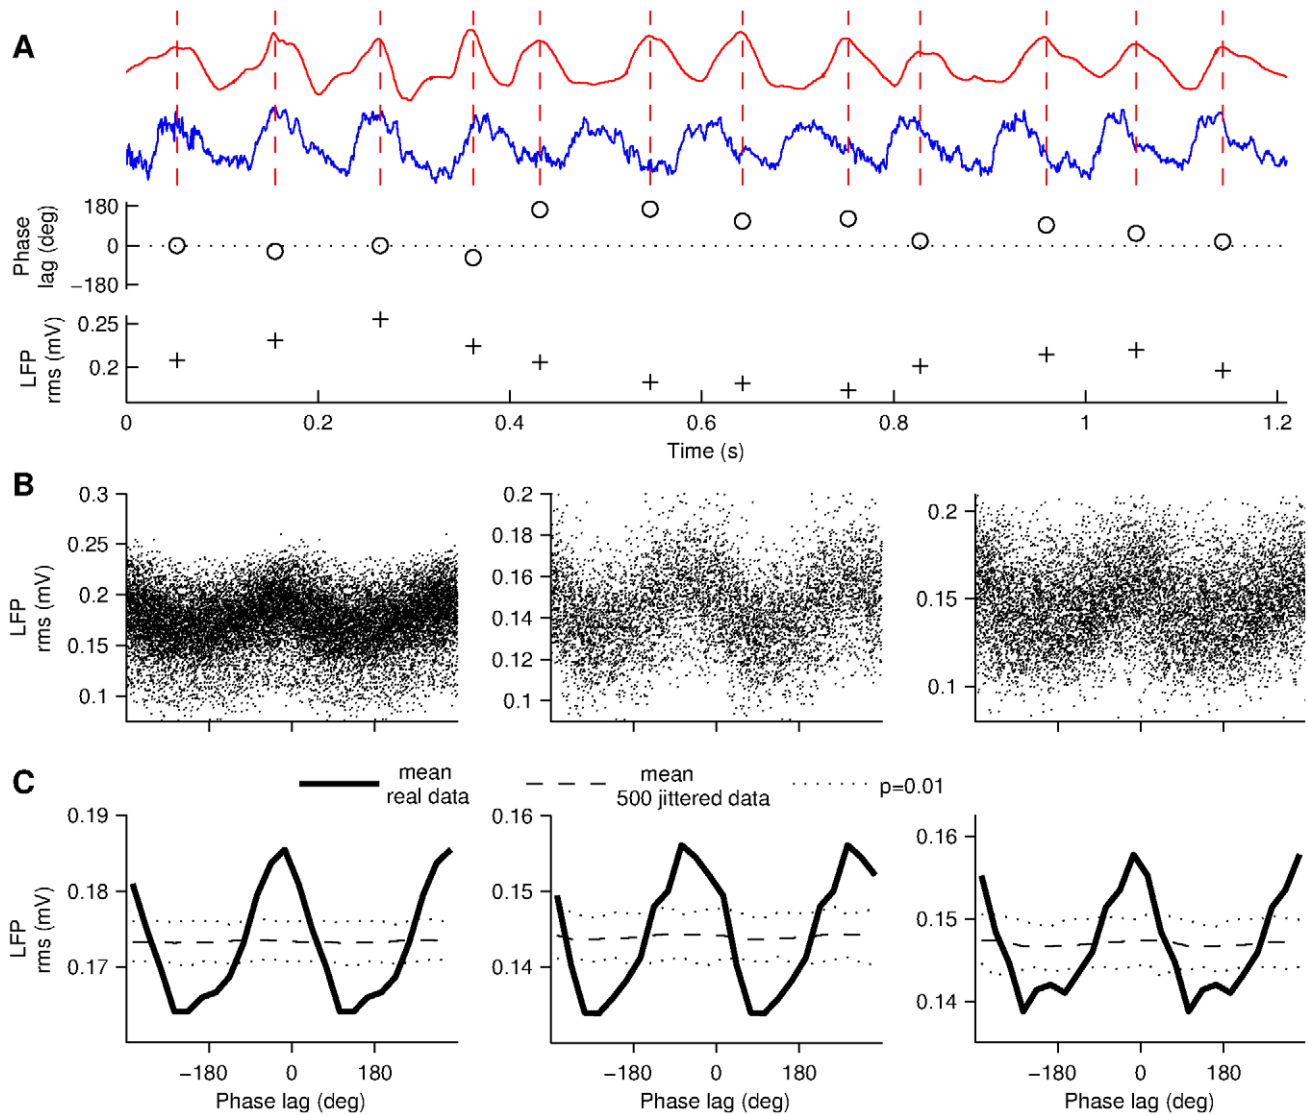 A
180
0
−180
Phase
lag (deg)
0.25
0.2
LFP
rms (mV)
0 0.2 0.4 0.6 0.8 1 1.2
Time (s)
B
0.3
0.25
0.2
0.15
0.1
LFP
rms (mV)
0.2
0.18
0.16
0.14
0.12
0.1
0.2
0.15
0.1
C
mean
real data
mean
500 jittered data
p=0.01
0.19
0.18
0.17
LFP
rms (mV)
−180 0 180
Phase lag (deg)
0.16
0.15
0.14
−180 0 180
Phase lag (deg)
0.16
0.15
0.14
−180 0 180
Phase lag (deg)